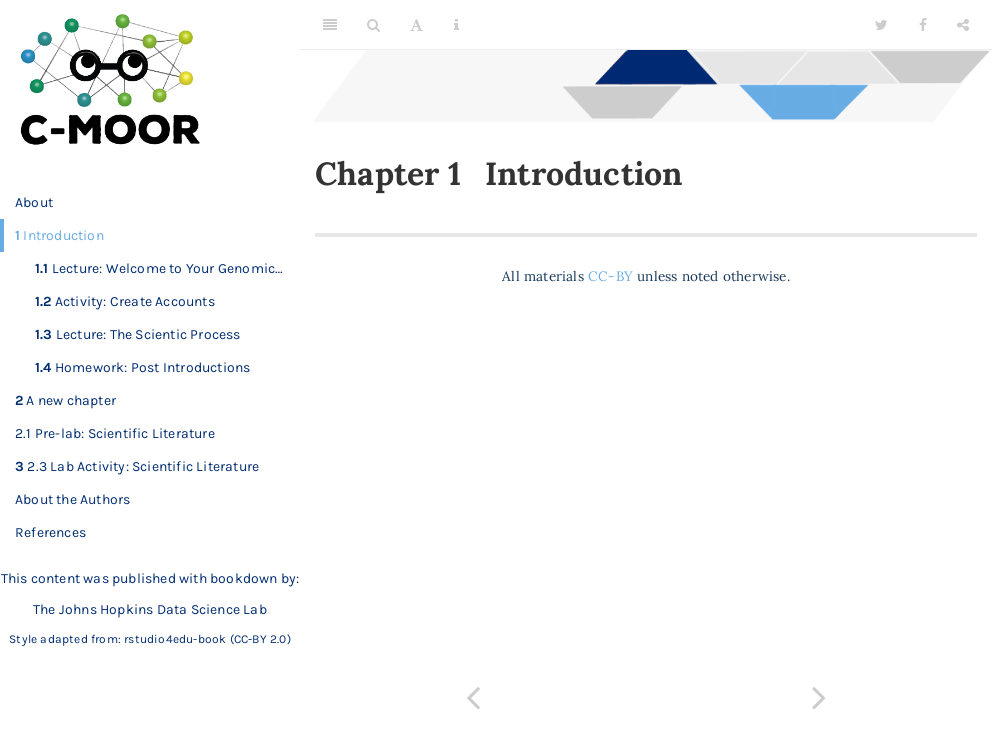 C-MOOR
About
1 Introduction
1.1 Lecture: Welcome to Your Genomic...
1.2 Activity: Create Accounts
1.3 Lecture: The Scientic Process
1.4 Homework: Post Introductions
2 A new chapter
2.1 Pre-lab: Scientific Literature
3 2.3 Lab Activity: Scientific Literature
About the Authors
References
This content was published with bookdown by:
The Johns Hopkins Data Science Lab
Style adapted from: rstudio4edu-book (CC-BY 2.0)
A
Chapter 1 Introduction
All materials CC-BY unless noted otherwise.